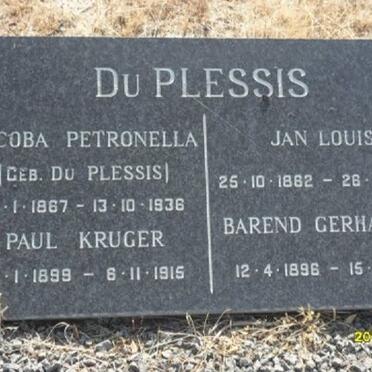 DU PLESSIS
COBA PETRONELLA
(GEB. DU PLESSIS)
1·1867 - 13·10·1936
PAUL KRUGER
·1·1899 - 6·11·1915
JAN LOUIS
25·10·1862 - 26·
BAREND GERHA
12·4·1896 - 15·
20